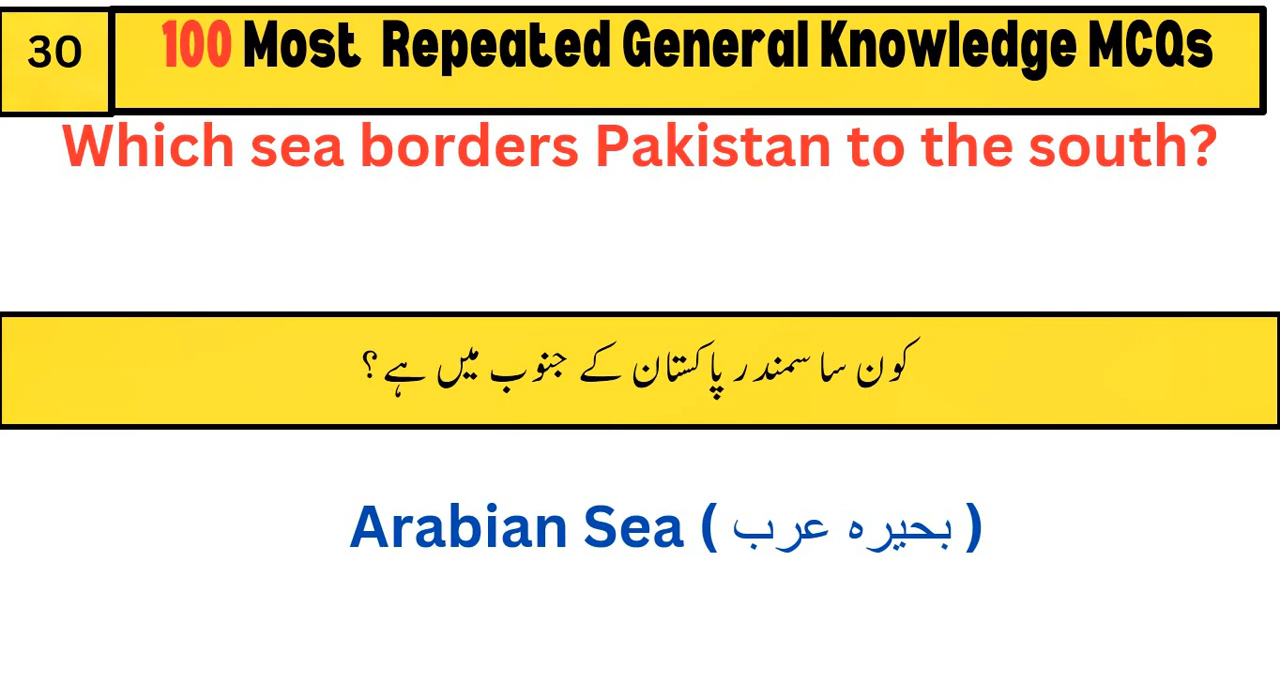 30
100 Most Repeated General Knowledge MCQs
Which sea borders Pakistan to the south?
کون سا سمندر پاکستان کے جنوب میں ہے؟
Arabian Sea ( بحیرہ عرب )